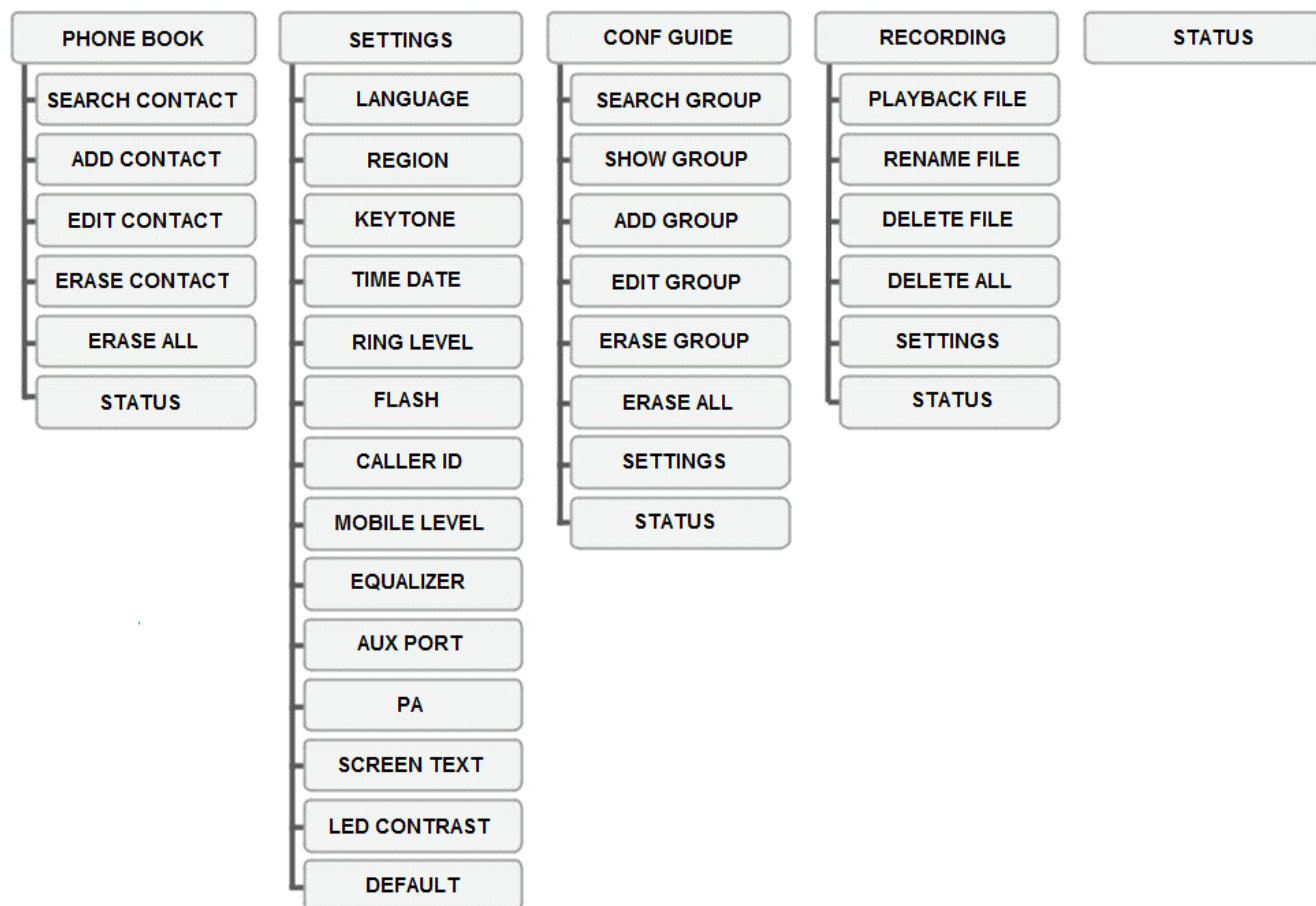 PHONE BOOK
SEARCH CONTACT
ADD CONTACT
EDIT CONTACT
ERASE CONTACT
ERASE ALL
STATUS
SETTINGS
LANGUAGE
REGION
KEYTONE
TIME DATE
RING LEVEL
FLASH
CALLER ID
MOBILE LEVEL
EQUALIZER
AUX PORT
PA
SCREEN TEXT
LED CONTRAST
DEFAULT
CONF GUIDE
SEARCH GROUP
SHOW GROUP
ADD GROUP
EDIT GROUP
ERASE GROUP
ERASE ALL
SETTINGS
STATUS
RECORDING
PLAYBACK FILE
RENAME FILE
DELETE FILE
DELETE ALL
SETTINGS
STATUS
STATUS